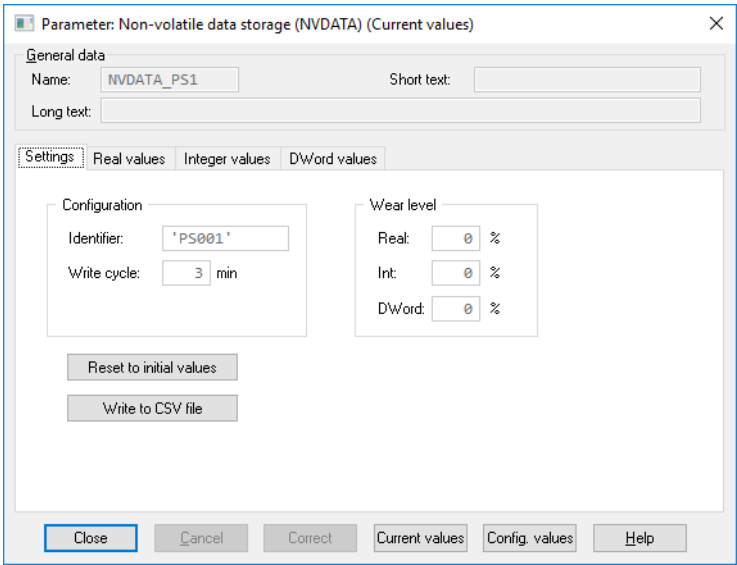 Parameter: Non-volatile data storage (NVDATA) (Current values)
General data
Name: NVDATA_PS1 Short text:
Long text:
Settings Real values Integer values DWord values
Configuration Wear level
Identifier: 'PS001' Real: 0 %
Write cycle: 3 min Int: 0 %
DWord: 0 %
Reset to initial values
Write to CSV file
Close Cancel Correct Current values Config. values Help